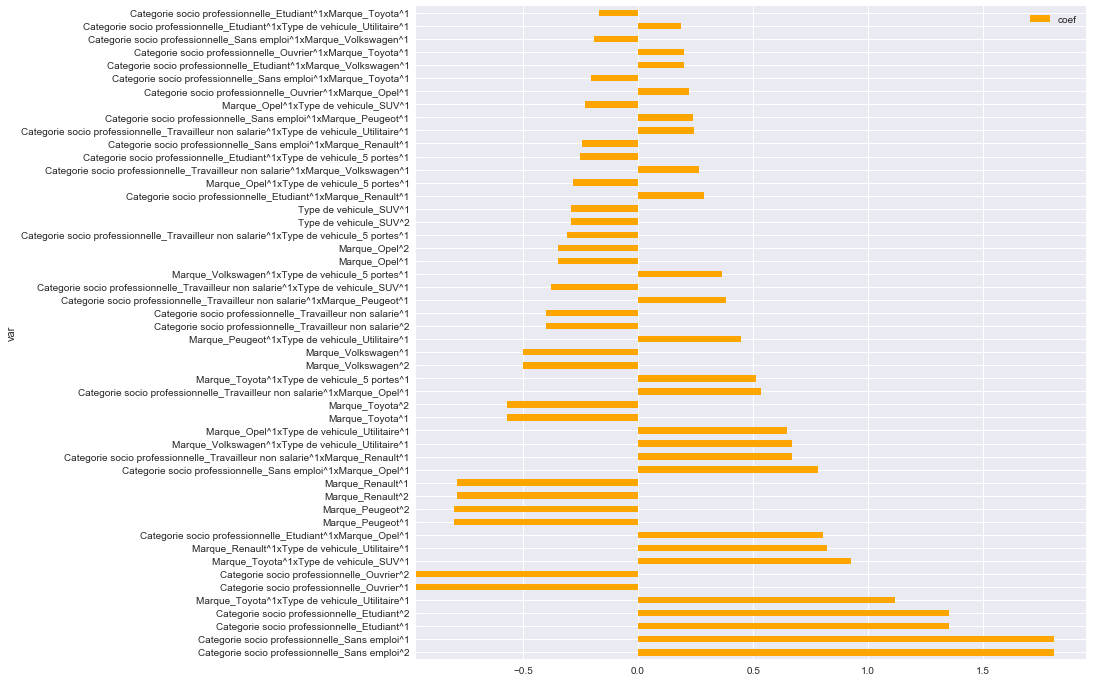 Categorie socio professionnelle_Etudiant^1xMarque_Toyota^1
Categorie socio professionnelle_Etudiant^1xType de vehicule_Utilitaire^1
Categorie socio professionnelle_Sans emploi^1xMarque_Volkswagen^1
Categorie socio professionnelle_Ouvrier^1xMarque_Toyota^1
Categorie socio professionnelle_Etudiant^1xMarque_Volkswagen^1
Categorie socio professionnelle_Sans emploi^1xMarque_Toyota^1
Categorie socio professionnelle_Ouvrier^1xMarque_Opel^1
Marque_Opel^1xType de vehicule_SUV^1
Categorie socio professionnelle_Sans emploi^1xMarque_Peugeot^1
Categorie socio professionnelle_Travailleur non salarie^1xType de vehicule_Utilitaire^1
Categorie socio professionnelle_Sans emploi^1xMarque_Renault^1
Categorie socio professionnelle_Etudiant^1xType de vehicule_5 portes^1
Categorie socio professionnelle_Travailleur non salarie^1xMarque_Volkswagen^1
Marque_Opel^1xType de vehicule_5 portes^1
Categorie socio professionnelle_Etudiant^1xMarque_Renault^1
Type de vehicule_SUV^1
Type de vehicule_SUV^2
Categorie socio professionnelle_Travailleur non salarie^1xType de vehicule_5 portes^1
Marque_Opel^2
Marque_Opel^1
Marque_Volkswagen^1xType de vehicule_5 portes^1
Categorie socio professionnelle_Travailleur non salarie^1xType de vehicule_SUV^1
Categorie socio professionnelle_Travailleur non salarie^1xMarque_Peugeot^1
Categorie socio professionnelle_Travailleur non salarie^1
Categorie socio professionnelle_Travailleur non salarie^2
Marque_Peugeot^1xType de vehicule_Utilitaire^1
Marque_Volkswagen^1
Marque_Volkswagen^2
Marque_Toyota^1xType de vehicule_5 portes^1
Categorie socio professionnelle_Travailleur non salarie^1xMarque_Opel^1
Marque_Toyota^2
Marque_Toyota^1
Marque_Opel^1xType de vehicule_Utilitaire^1
Marque_Volkswagen^1xType de vehicule_Utilitaire^1
Categorie socio professionnelle_Travailleur non salarie^1xMarque_Renault^1
Categorie socio professionnelle_Sans emploi^1xMarque_Opel^1
Marque_Renault^1
Marque_Renault^2
Marque_Peugeot^2
Marque_Peugeot^1
Categorie socio professionnelle_Etudiant^1xMarque_Opel^1
Marque_Renault^1xType de vehicule_Utilitaire^1
Marque_Toyota^1xType de vehicule_SUV^1
Categorie socio professionnelle_Ouvrier^2
Categorie socio professionnelle_Ouvrier^1
Marque_Toyota^1xType de vehicule_Utilitaire^1
Categorie socio professionnelle_Etudiant^2
Categorie socio professionnelle_Etudiant^1
Categorie socio professionnelle_Sans emploi^1
Categorie socio professionnelle_Sans emploi^2
var
coef
−0.5 0.0 0.5 1.0 1.5